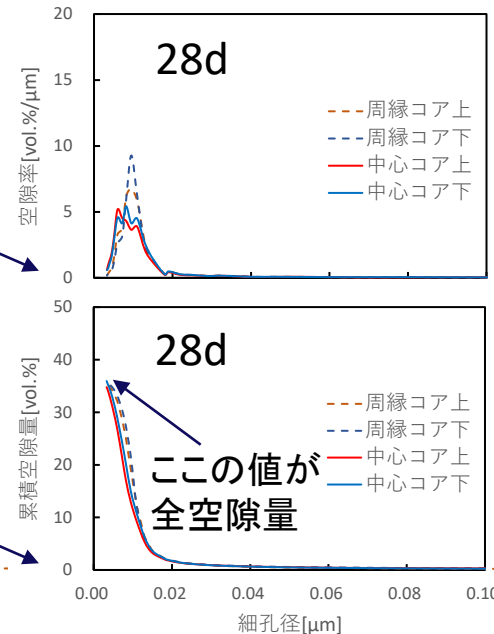 20
15
10
5
0
空隙率[vol.%/μm]
28d
周縁コア上
周縁コア下
中心コア上
中心コア下
50
40
30
20
10
0
累積空隙量[vol.%]
28d
周縁コア上
周縁コア下
中心コア上
中心コア下
ここの値が
全空隙量
0.00 0.02 0.04 0.06 0.08 0.10
細孔径[μm]